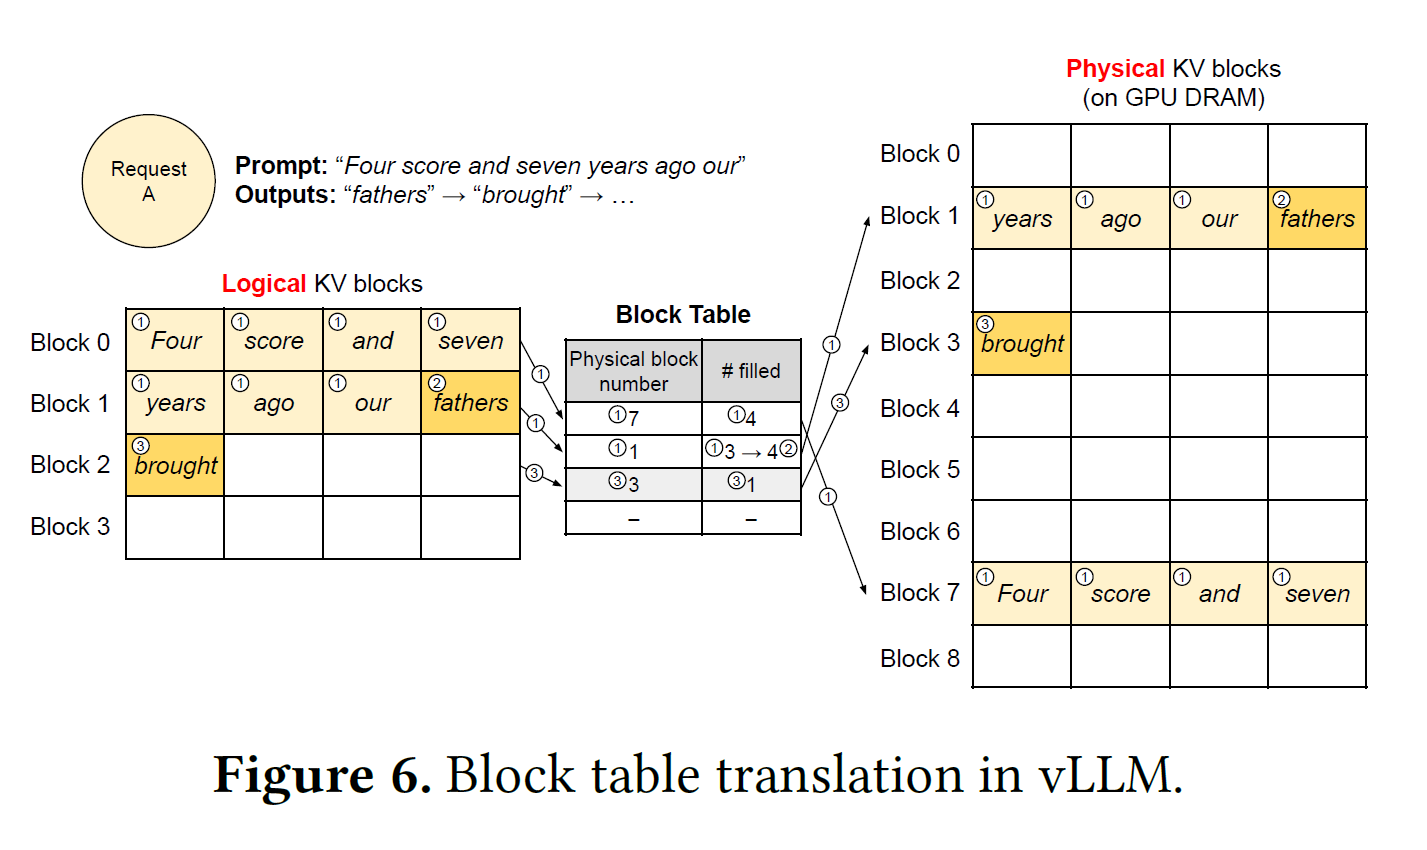 Physical KV blocks
(on GPU DRAM)
Request
A
Prompt: “Four score and seven years ago our”
Outputs: “fathers” → “brought” → …
Logical KV blocks
Block 0
① Four ① score ① and ① seven
Block 1
① years ① ago ① our ② fathers
Block 2
③ brought
Block 3
Block Table
Physical block number # filled
①7 ①4
①1 ①3 → 4②
③3 ③1
– –
①
①
③
①
③
①
Block 0
Block 1
① years ① ago ① our ② fathers
Block 2
Block 3
③ brought
Block 4
Block 5
Block 6
Block 7
① Four ① score ① and ① seven
Block 8
Figure 6. Block table translation in vLLM.